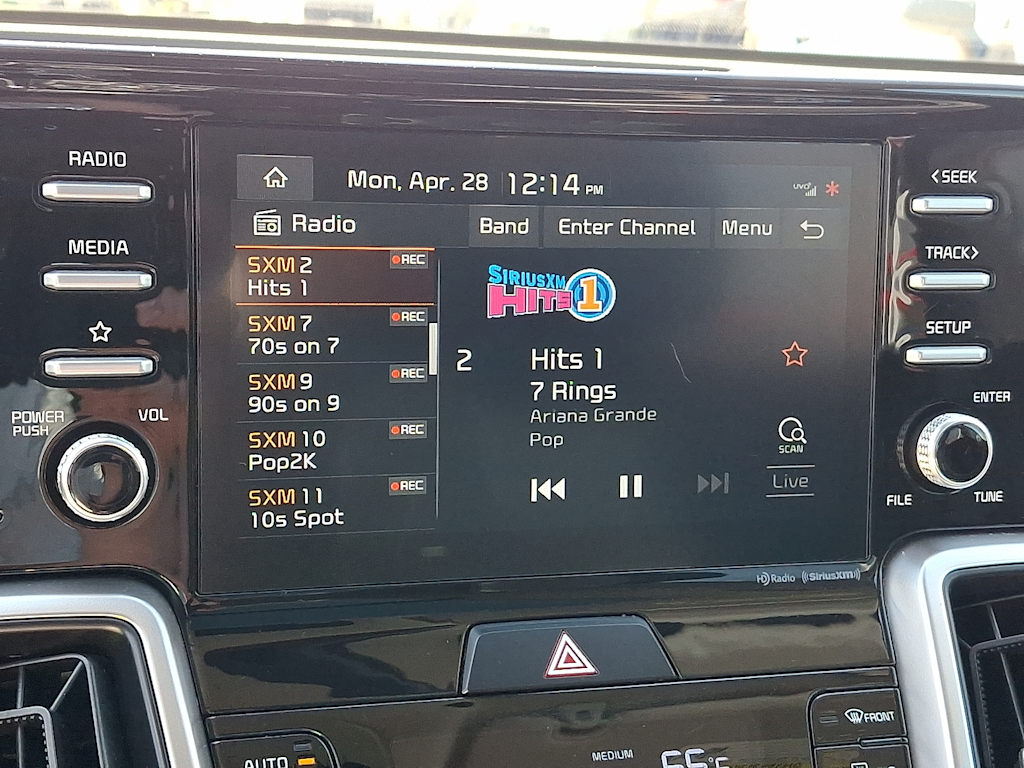 RADIO
MEDIA
POWER
PUSH
VOL
Mon, Apr. 28 12:14 PM
UVO
Radio
Band
Enter Channel
Menu
SXM 2
REC
Hits 1
SXM 7
REC
70s on 7
SXM 9
REC
90s on 9
SXM 10
REC
Pop2K
SXM 11
REC
10s Spot
SIRIUSXM
HITS 1
2
Hits 1
7 Rings
Ariana Grande
Pop
SCAN
Live
HD Radio
((SiriusXM))
<SEEK
TRACK>
SETUP
ENTER
FILE
TUNE
FRONT
AUTO
MEDIUM
66°F